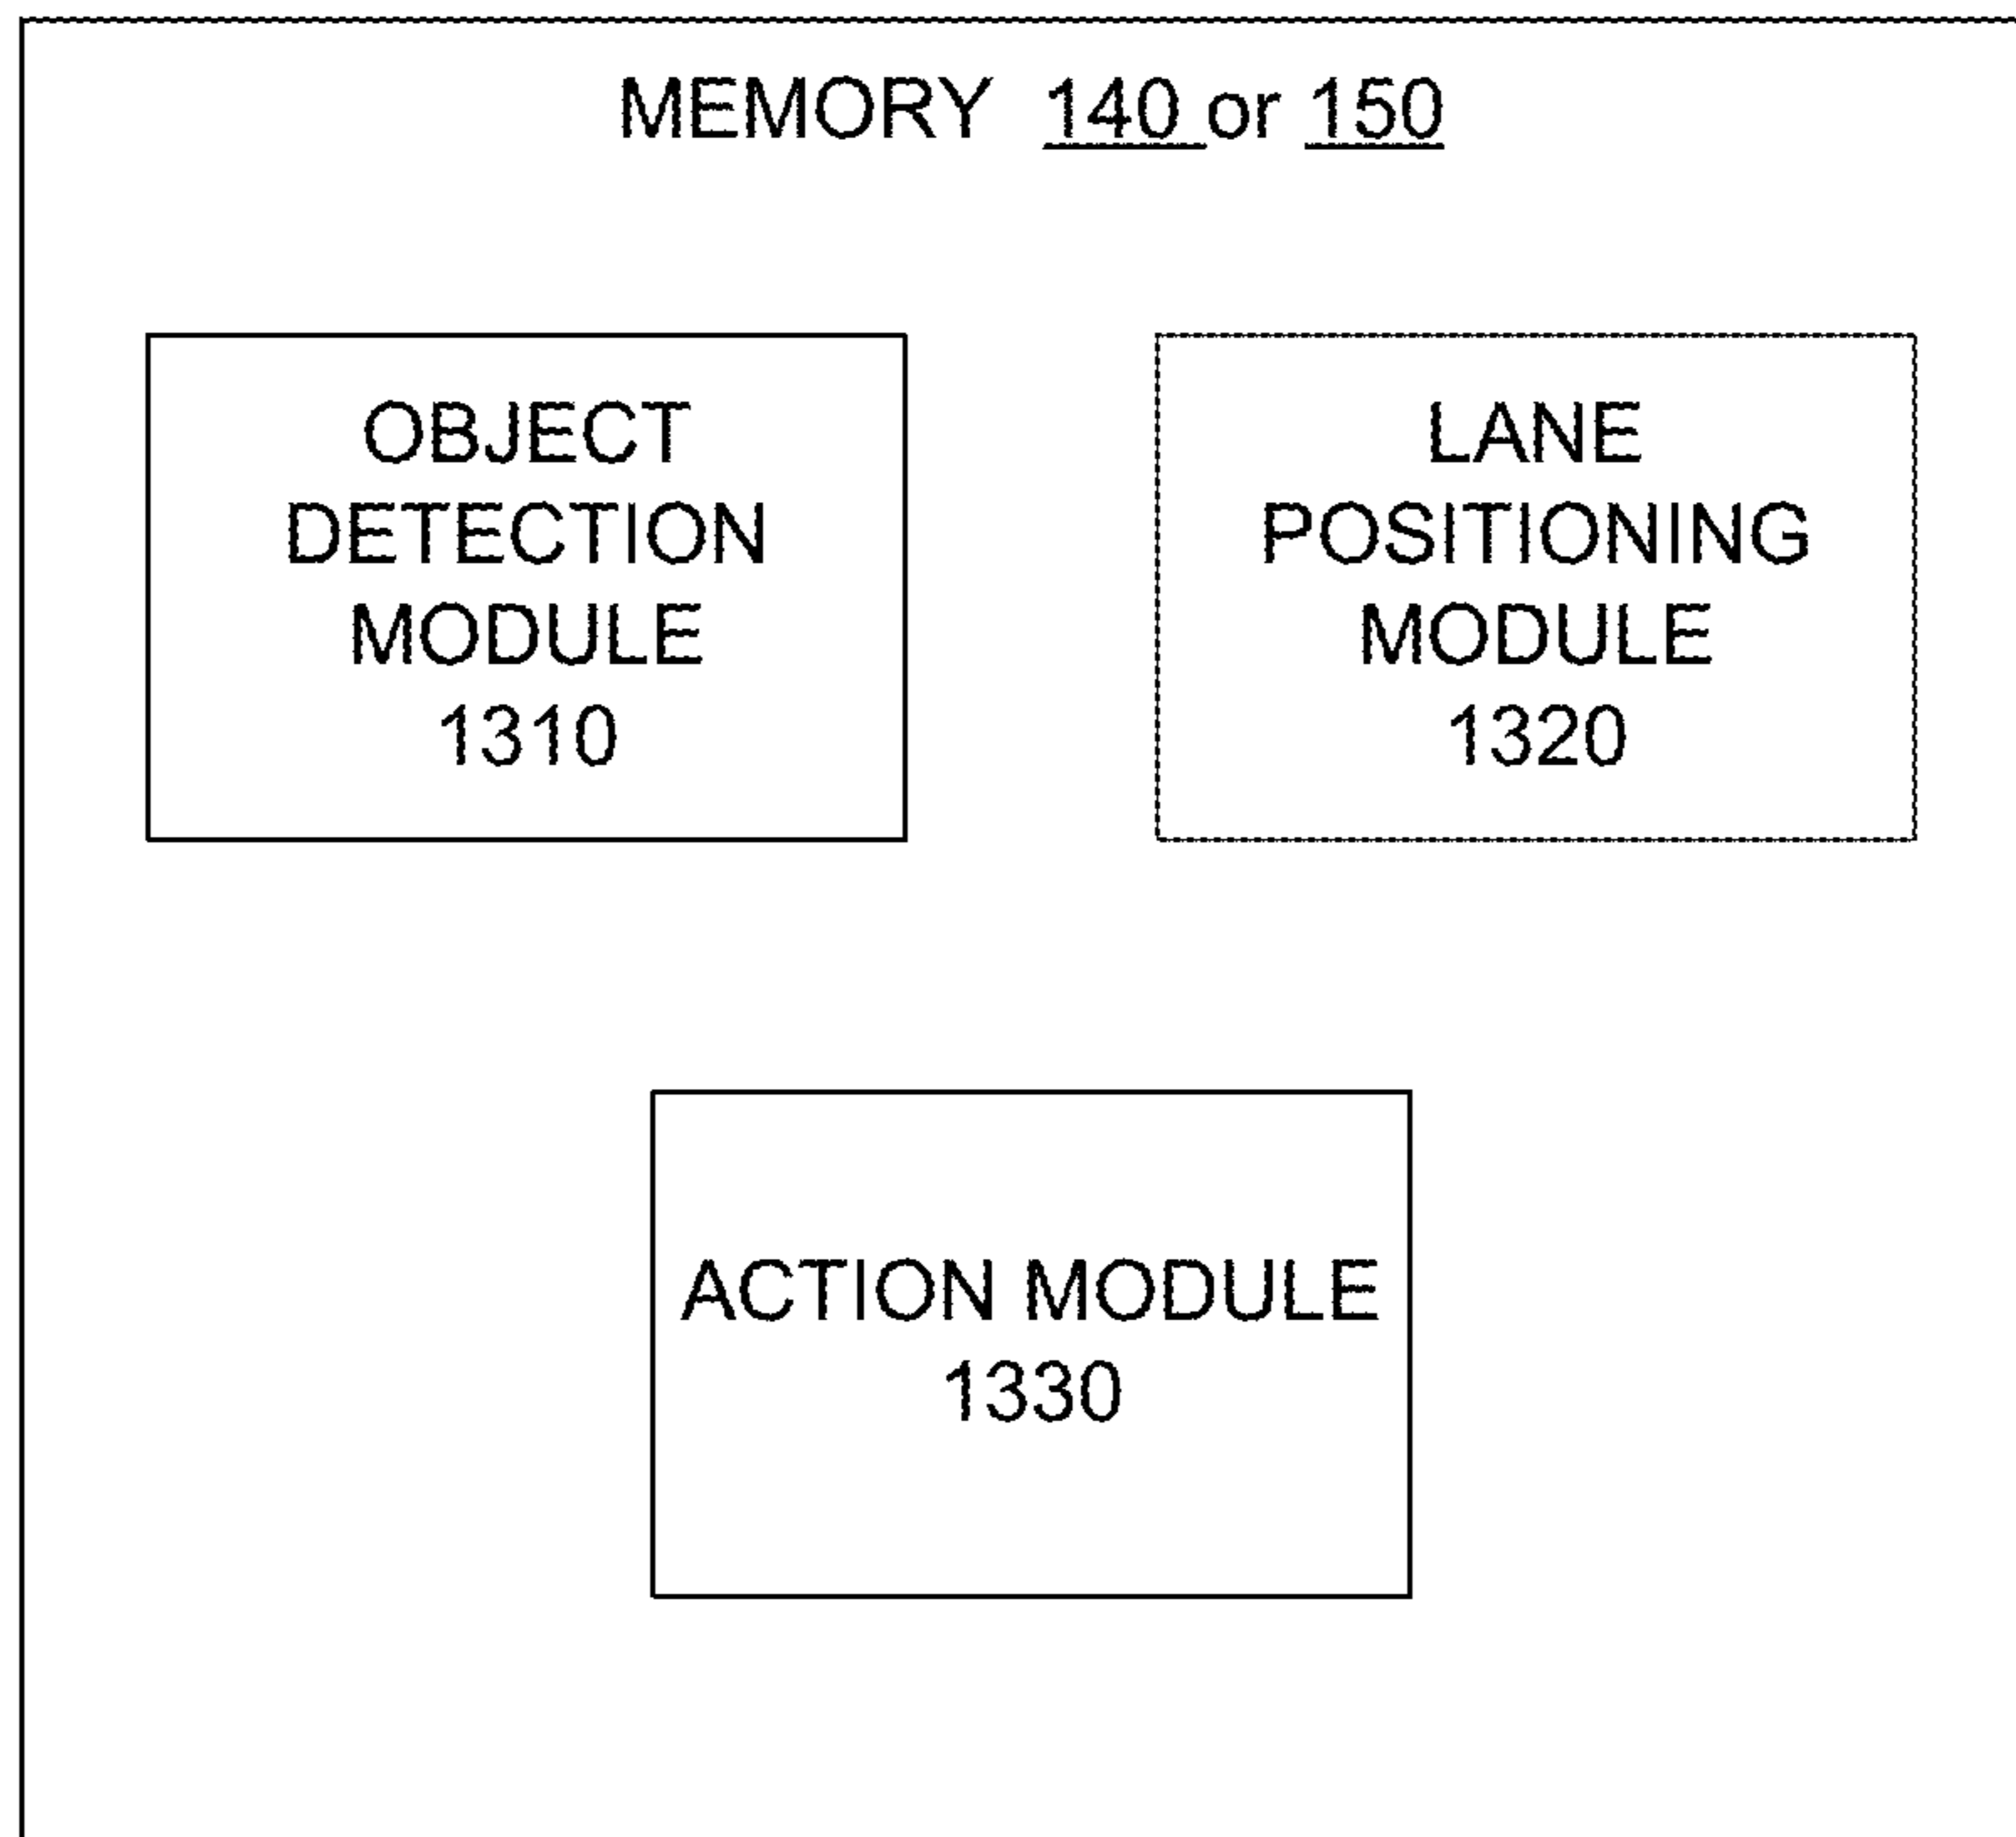 MEMORY 140 or 150
OBJECT
DETECTION
MODULE
1310
LANE
POSITIONING
MODULE
1320
ACTION MODULE
1330